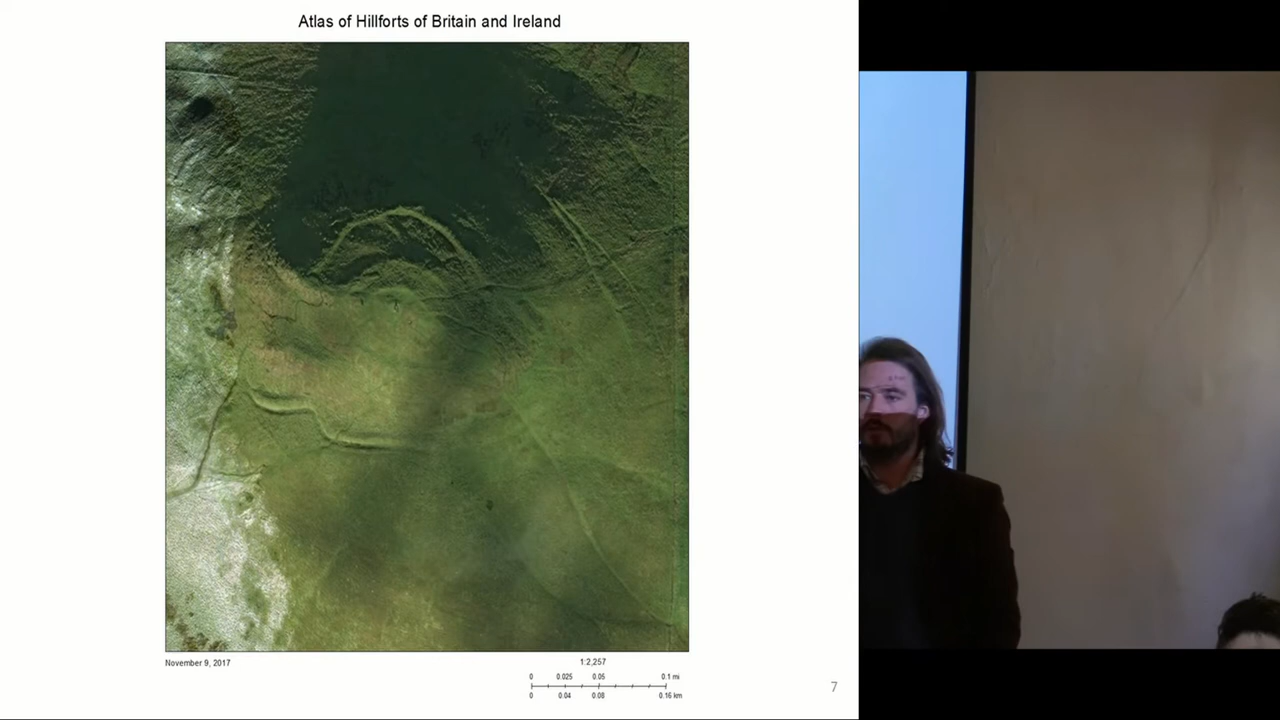 Atlas of Hillforts of Britain and Ireland
November 9, 2017
1:2,257
0 0.025 0.05 0.1 mi
0 0.04 0.08 0.16 km
7